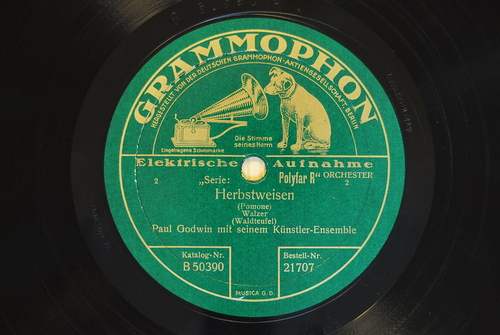 GRAMMOPHON
HERGESTELLT VON DER DEUTSCHEN GRAMMOPHON-AKTIENGESELLSCHAFT, BERLIN
Die Stimme
seines Herrn
Eingetragene Schutzmarke
Elektrische Aufnahme
2 „Serie: Polyfar R“ ORCHESTER 2
Herbstweisen
(Pomone)
Walzer
(Waldteufel)
Paul Godwin mit seinem Künstler-Ensemble
Katalog-Nr. Bestell-Nr.
B 50390 21707
MUSICA G. D.